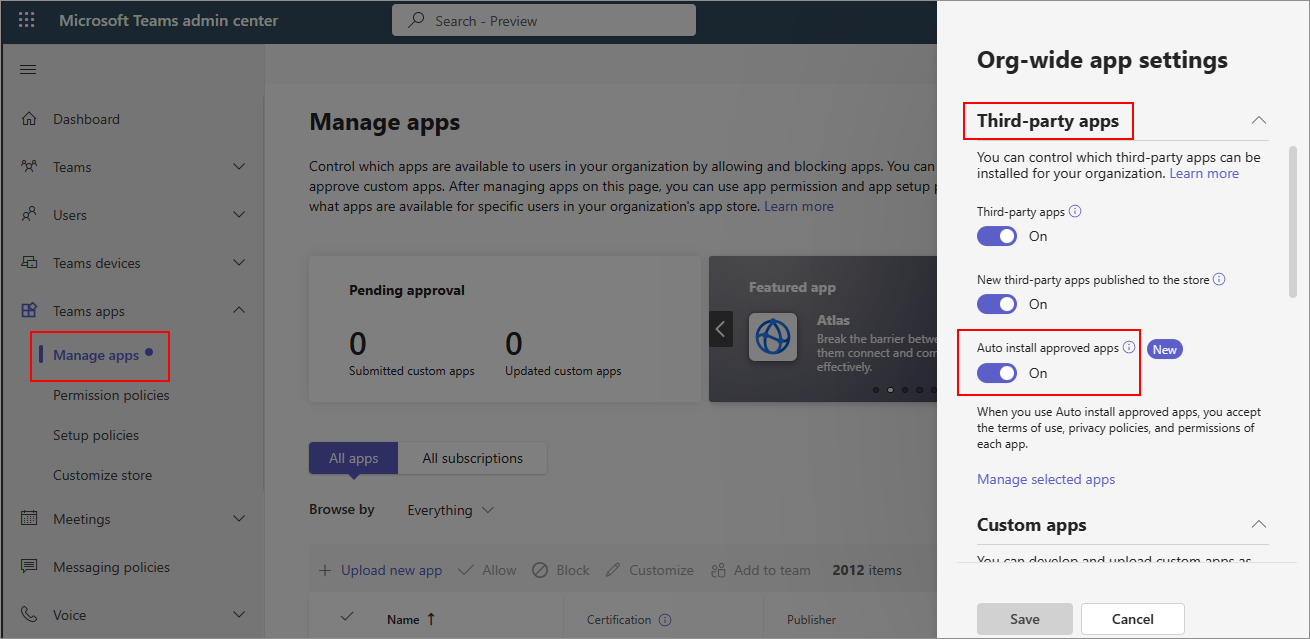 Microsoft Teams admin center
Search - Preview
Dashboard
Teams
Users
Teams devices
Teams apps
Manage apps
Permission policies
Setup policies
Customize store
Meetings
Messaging policies
Voice
Manage apps
Control which apps are available to users in your organization by allowing and blocking apps. You can
approve custom apps. After managing apps on this page, you can use app permission and app setup
what apps are available for specific users in your organization's app store. Learn more
Pending approval
0
Submitted custom apps
0
Updated custom apps
Featured app
Atlas
Break the barrier
them connect and
effectively.
All apps
All subscriptions
Browse by
Everything
Upload new app
Allow
Block
Customize
Add to team
2012 items
Name ↑
Certification
Publisher
Org-wide app settings
Third-party apps
You can control which third-party apps can be
installed for your organization. Learn more
Third-party apps
On
New third-party apps published to the store
On
Auto install approved apps
New
On
When you use Auto install approved apps, you accept
the terms of use, privacy policies, and permissions of
each app.
Manage selected apps
Custom apps
You can develop and upload custom apps as
Save
Cancel